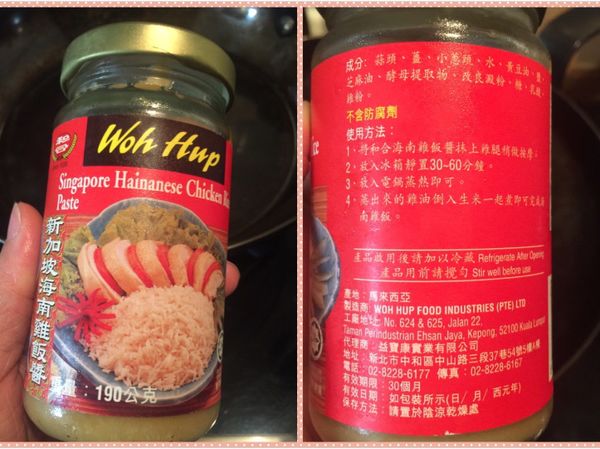 和合
Woh Hup
Singapore Hainanese Chicken Rice
Paste
新加坡海南雞飯醬
重量：190公克
成分：蒜頭、薑、小蔥頭、水、黃豆油、鹽、
芝麻油、酵母提取物、改良澱粉、糖、乳酸、
雞粉。
不含防腐劑
使用方法：
1、將和合海南雞飯醬抹上雞腿稍做按摩；
2、放入冰箱靜置30~60分鐘。
3、放入電鍋蒸熟即可。
4、蒸出來的雞油倒入生米一起煮即可完成海
南雞飯。
產品啟用後請加以冷藏 Refrigerate After Opening
產品用前請攪勻 Stir well before use
產地：馬來西亞
製造商：WOH HUP FOOD INDUSTRIES (PTE) LTD
工廠地址：No. 624 & 625, Jalan 22,
Taman Perindustrian Ehsan Jaya, Kepong, 52100 Kuala Lumpur
代理商：益寶康實業有限公司
地址：新北市中和區中山路三段37巷54號5樓A棟
電話：02-8228-6177 傳真：02-8228-6167
有效期限：30個月
有效日期：如包裝所示(日/ 月/ 西元年)
保存方法：請置於陰涼乾燥處